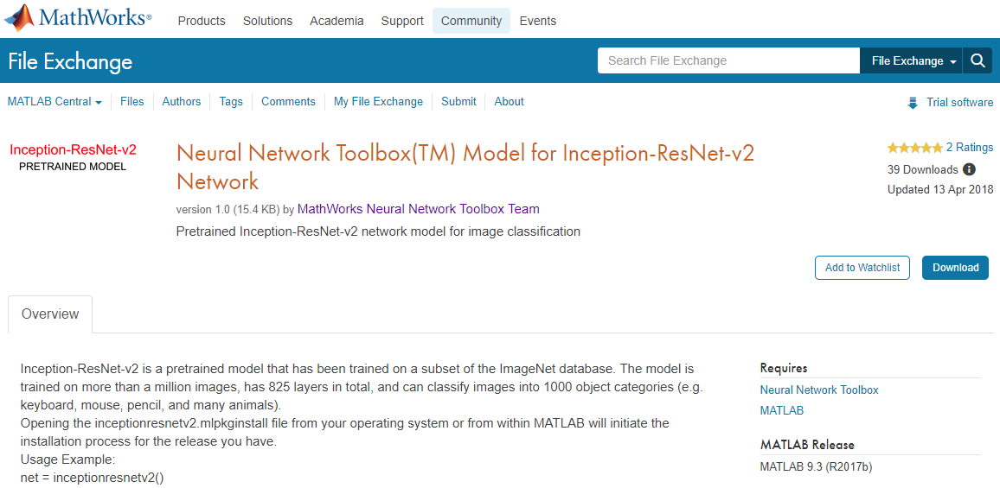 MathWorks®
Products Solutions Academia Support Community Events
File Exchange
Search File Exchange
File Exchange
MATLAB Central Files Authors Tags Comments My File Exchange Submit About
Trial software
Inception-ResNet-v2
PRETRAINED MODEL
Neural Network Toolbox(TM) Model for Inception-ResNet-v2
Network
version 1.0 (15.4 KB) by MathWorks Neural Network Toolbox Team
Pretrained Inception-ResNet-v2 network model for image classification
2 Ratings
39 Downloads
Updated 13 Apr 2018
Add to Watchlist
Download
Overview
Inception-ResNet-v2 is a pretrained model that has been trained on a subset of the ImageNet database. The model is
trained on more than a million images, has 825 layers in total, and can classify images into 1000 object categories (e.g.
keyboard, mouse, pencil, and many animals).
Opening the inceptionresnetv2.mlpkginstall file from your operating system or from within MATLAB will initiate the
installation process for the release you have.
Usage Example:
net = inceptionresnetv2()
Requires
Neural Network Toolbox
MATLAB
MATLAB Release
MATLAB 9.3 (R2017b)